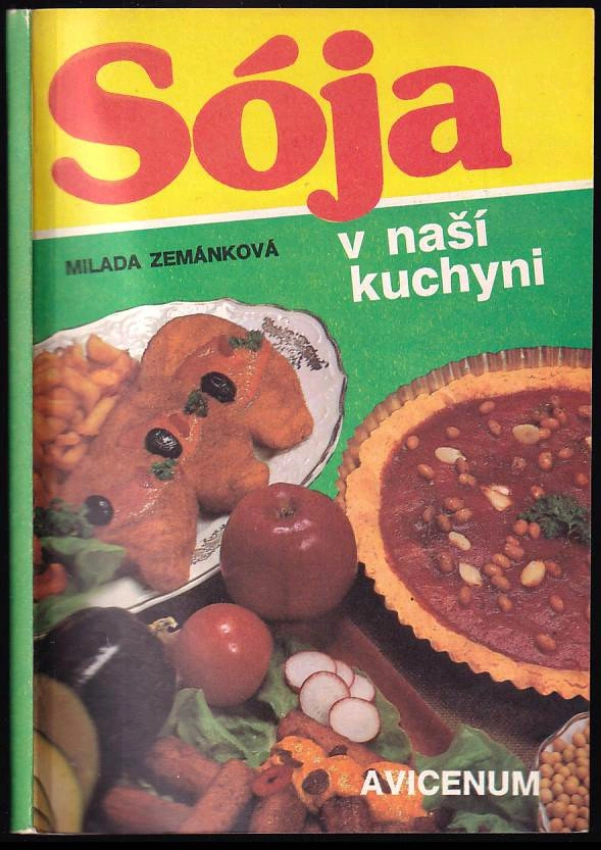 Sója
v naší
kuchyni
MILADA ZEMÁNKOVÁ
AVICENUM